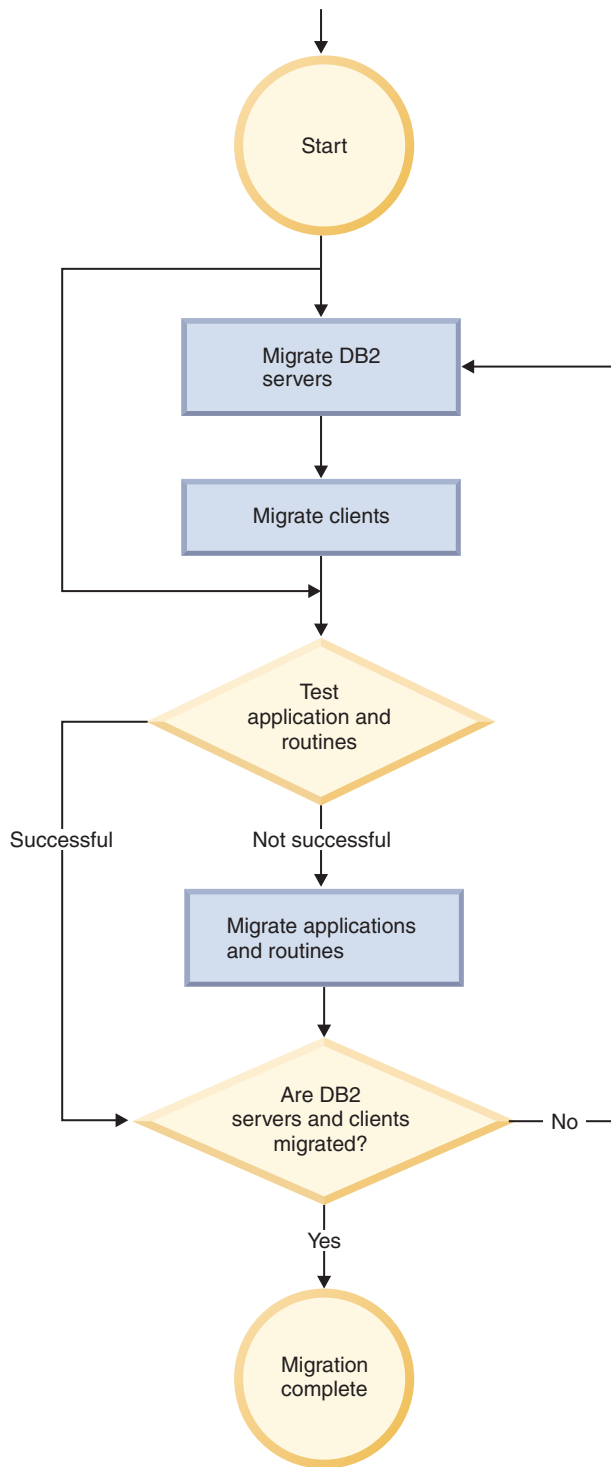 Start
Migrate DB2
servers
Migrate clients
Test
application and
routines
Successful
Not successful
Migrate applications
and routines
Are DB2
servers and clients
migrated?
No
Yes
Migration
complete